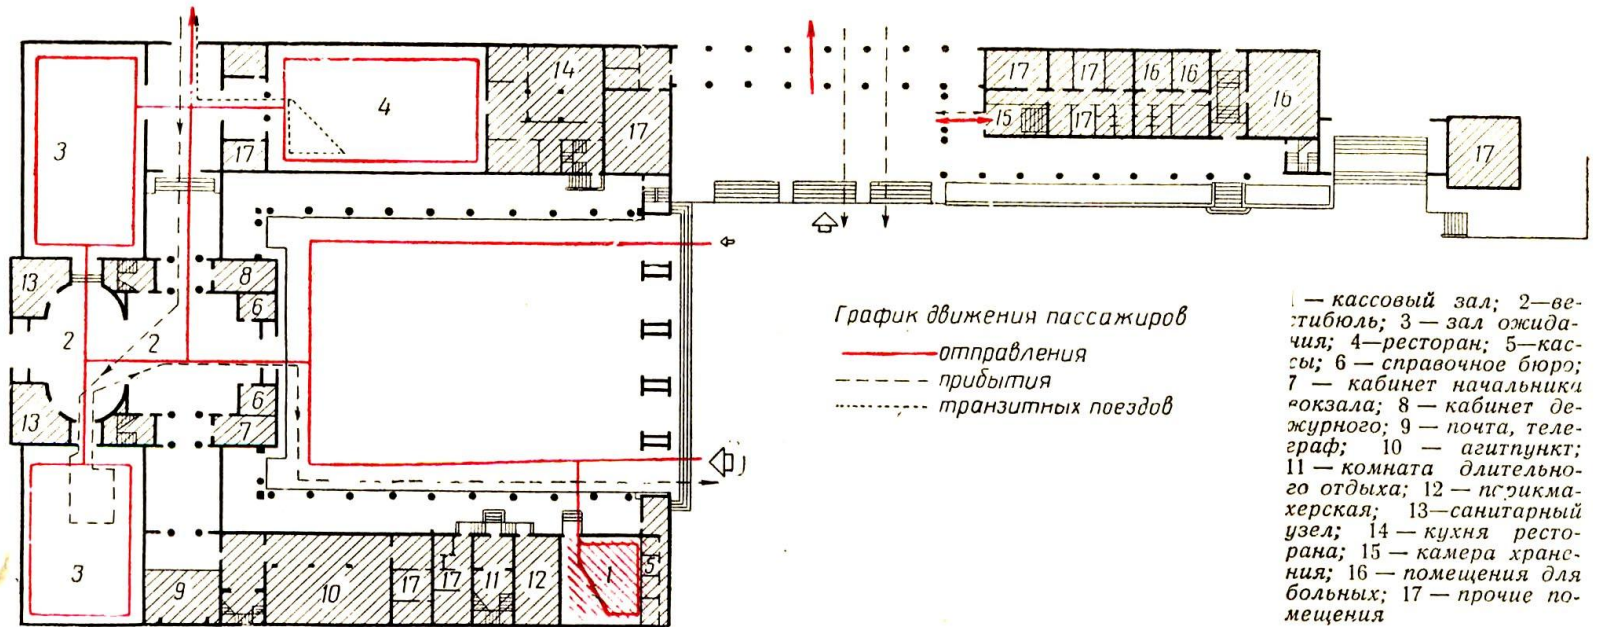 14
4
3
17
17
17
17
16
16
16
15
17
17
13
8
6
2
2
13
6
7
3
9
10
17
17
11
12
1
5
График движения пассажиров
отправления
прибытия
транзитных поездов
— кассовый зал; 2—ве-
стибюль; 3 — зал ожида-
ния; 4—ресторан; 5—кас-
сы; 6 — справочное бюро;
7 — кабинет начальника
вокзала; 8 — кабинет де-
журного; 9 — почта, теле-
граф; 10 — агитпункт;
11 — комната длительно-
го отдыха; 12 — парикма-
херская; 13—санитарный
узел; 14 — кухня ресто-
рана; 15 — камера хране-
ния; 16 — помещения для
больных; 17 — прочие по-
мещения